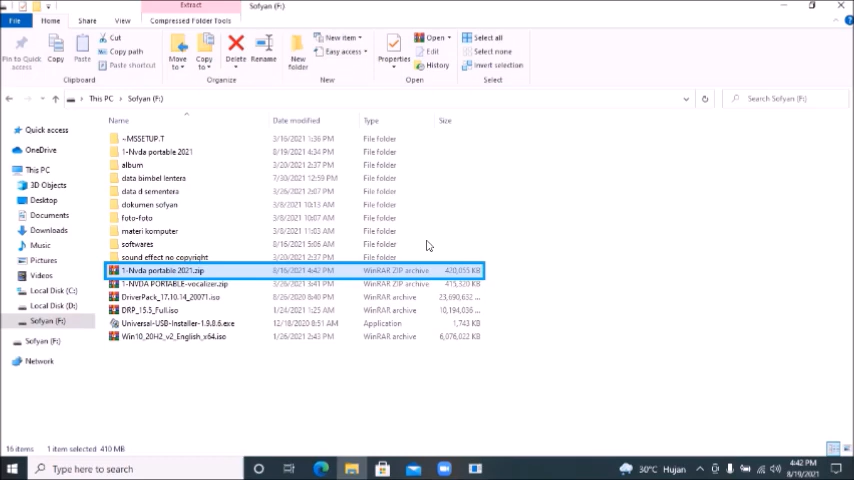 Extract
Sofyan (F:)
File
Home
Share
View
Compressed Folder Tools
Pin to Quick access
Copy
Paste
Cut
Copy path
Paste shortcut
Clipboard
Move to
Copy to
Delete
Rename
Organize
New folder
New item
Easy access
New
Properties
Open
Edit
History
Open
Select all
Select none
Invert selection
Select
This PC > Sofyan (F:)
Search Sofyan (F:)
Name Date modified Type Size
Quick access
OneDrive
This PC
3D Objects
Desktop
Documents
Downloads
Music
Pictures
Videos
Local Disk (C:)
Local Disk (D:)
Sofyan (F:)
Sofyan (F:)
Network
~MSSETUP.T 3/16/2021 1:36 PM File folder
1-Nvda portable 2021 8/19/2021 4:34 PM File folder
album 3/20/2021 2:37 PM File folder
data bimbel lentera 7/30/2021 12:59 PM File folder
data d sementera 3/26/2021 2:07 PM File folder
dokumen sofyan 3/8/2021 10:13 AM File folder
foto-foto 3/8/2021 10:07 AM File folder
materi komputer 3/8/2021 11:03 AM File folder
softwares 8/16/2021 5:06 AM File folder
sound effect no copyright 3/20/2021 2:37 PM File folder
1-Nvda portable 2021.zip 8/16/2021 4:42 PM WinRAR ZIP archive 420,055 KB
1-NVDA PORTABLE-vocalizer.zip 3/26/2021 5:41 PM WinRAR ZIP archive 415,320 KB
DriverPack_17.10.14_20071.iso 8/26/2020 8:40 PM WinRAR archive 23,690,632 ...
DRP_15.5_Full.iso 1/24/2021 1:25 AM WinRAR archive 10,194,036 ...
Universal-USB-Installer-1.9.8.6.exe 12/18/2020 8:51 AM Application 1,743 KB
Win10_20H2_v2_English_x64.iso 1/26/2021 2:43 PM WinRAR archive 6,076,022 KB
16 items 1 item selected 410 MB
Type here to search
30°C Hujan
4:42 PM
8/19/2021